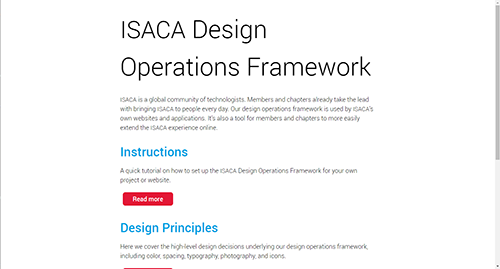 ISACA Design
Operations Framework
ISACA is a global community of technologists. Members and chapters already take the lead
with bringing ISACA to people every day. Our design operations framework is used by ISACA's
own websites and applications. It's also a tool for members and chapters to more easily
extend the ISACA experience online.
Instructions
A quick tutorial on how to set up the ISACA Design Operations Framework for your own
project or website.
Read more
Design Principles
Here we cover the high-level design decisions underlying our design operations framework,
including color, spacing, typography, photography, and icons.